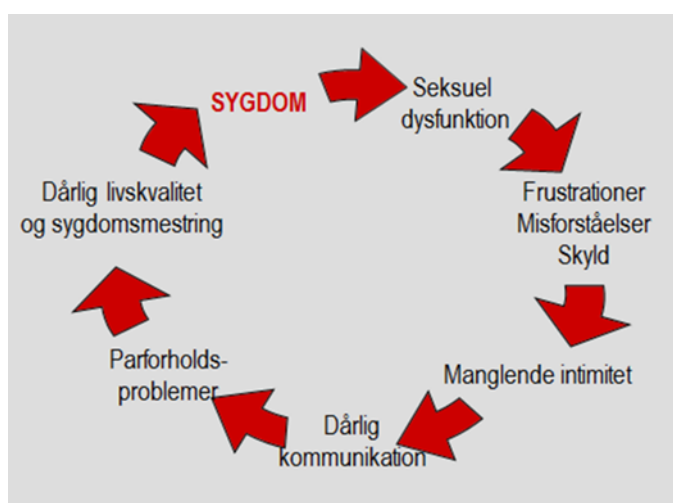 SYGDOM
Seksuel
dysfunktion
Frustrationer
Misforståelser
Skyld
Manglende intimitet
Dårlig
kommunikation
Parforholds-
problemer
Dårlig livskvalitet
og sygdomsmestring